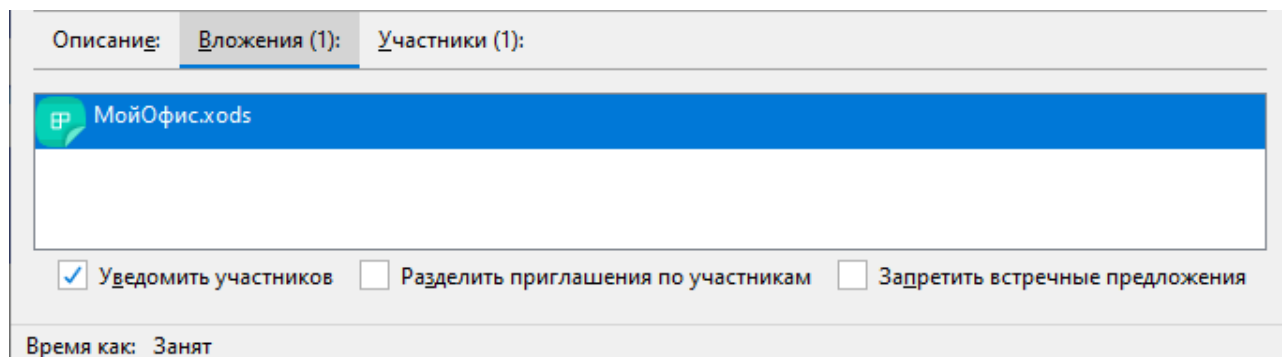 Описание: Вложения (1): Участники (1):
МойОфис.xods
Уведомить участников Разделить приглашения по участникам Запретить встречные предложения
Время как: Занят